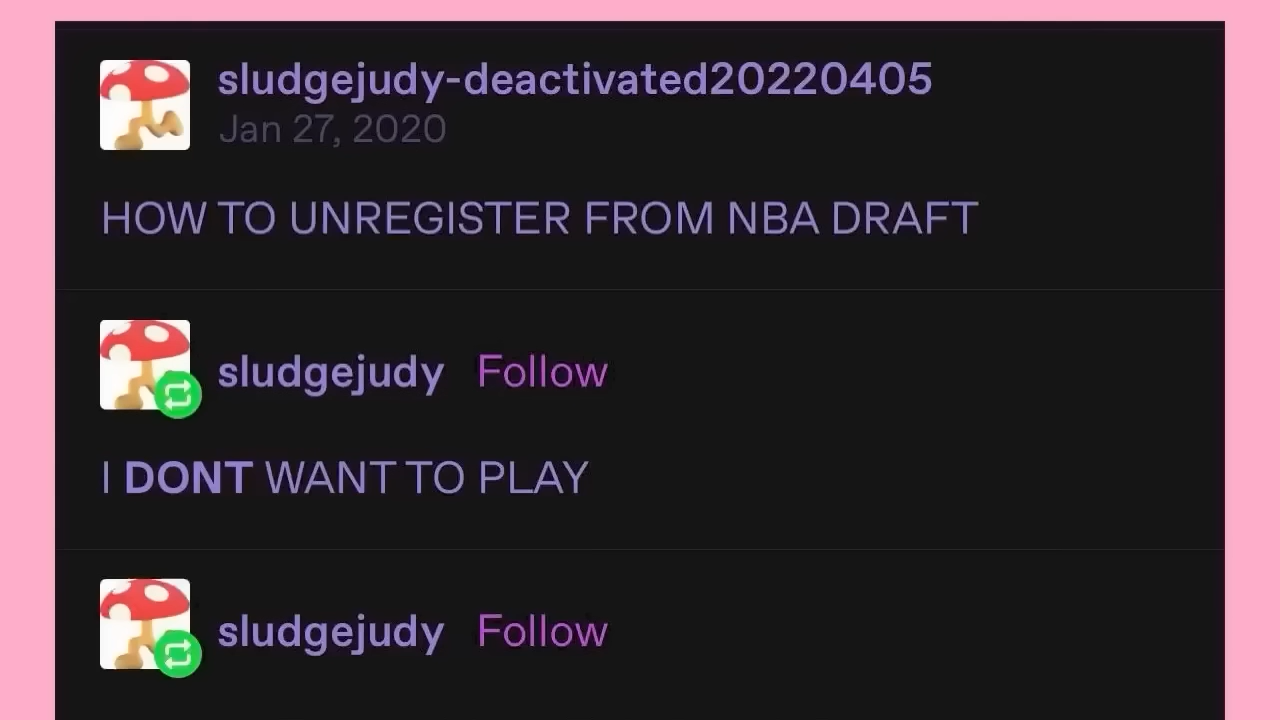 sludgejudy-deactivated20220405
Jan 27, 2020
HOW TO UNREGISTER FROM NBA DRAFT
sludgejudy Follow
I DONT WANT TO PLAY
sludgejudy Follow